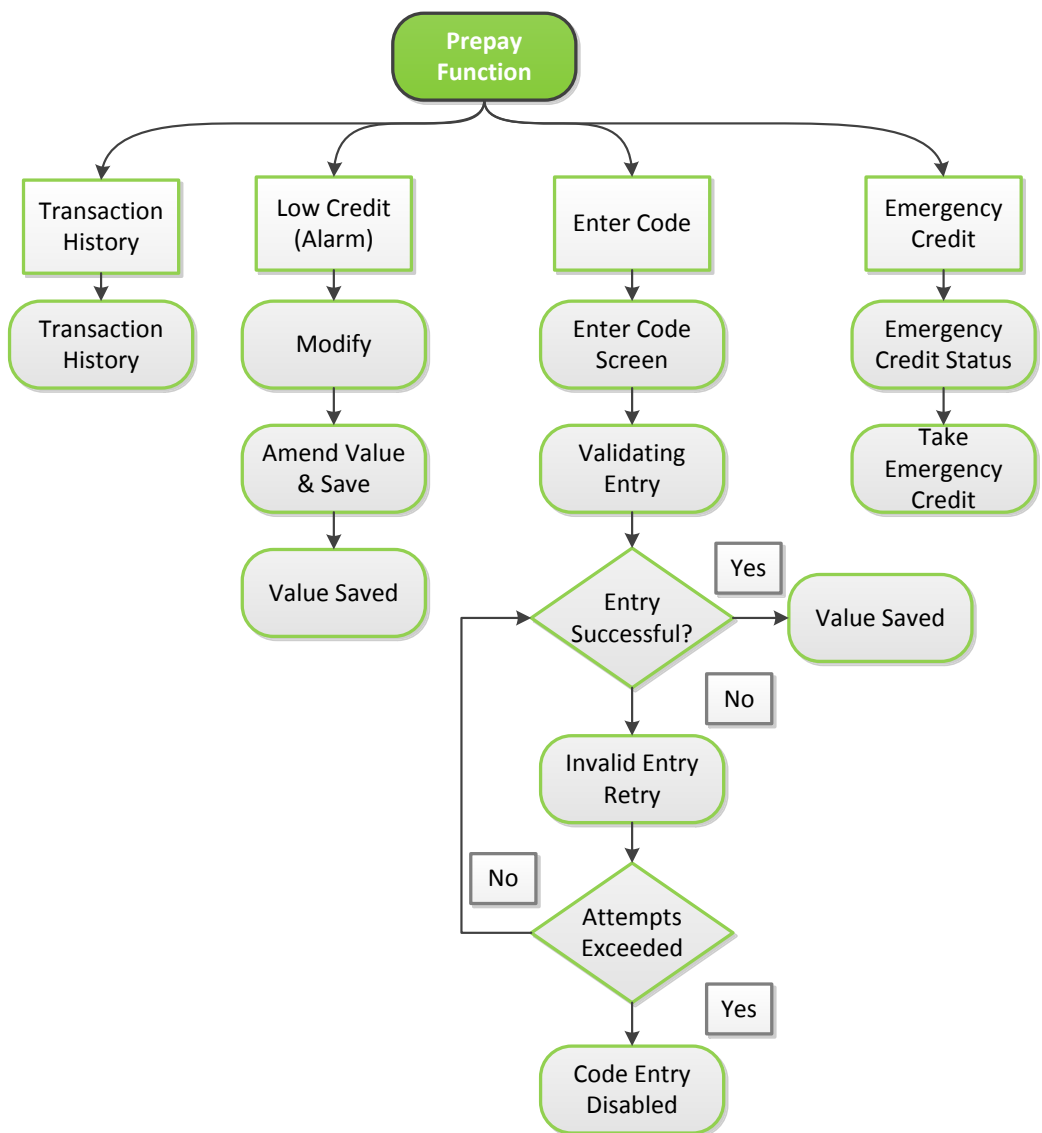 Prepay
Function
Transaction
History
Low Credit
(Alarm)
Enter Code
Emergency
Credit
Transaction
History
Modify
Enter Code
Screen
Emergency
Credit Status
Amend Value
& Save
Validating
Entry
Take
Emergency
Credit
Value Saved
Entry
Successful?
Yes
Value Saved
No
Invalid Entry
Retry
No
Attempts
Exceeded
Yes
Code Entry
Disabled